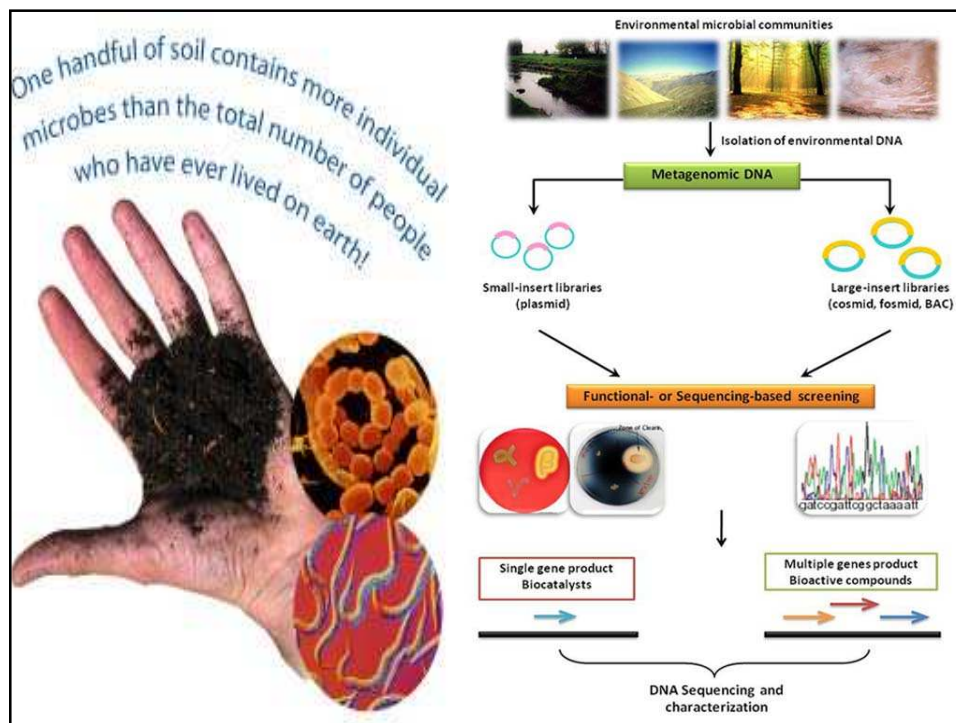 One handful of soil contains more individual
microbes than the total number of people
who have ever lived on earth!
Environmental microbial communities
Isolation of environmental DNA
Metagenomic DNA
Small-insert libraries
(plasmid)
Large-insert libraries
(cosmid, fosmid, BAC)
Functional- or Sequencing-based screening
α
β
γ
Zone of Clearin
gatccgattcggctaaaatt
Single gene product
Biocatalysts
Multiple genes product
Bioactive compounds
DNA Sequencing and
characterization